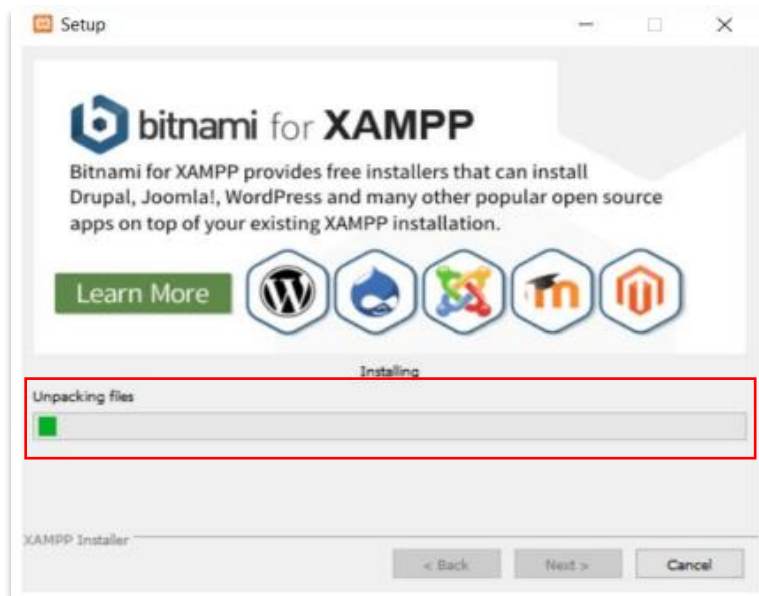 Setup
bitnami for XAMPP
Bitnami for XAMPP provides free installers that can install
Drupal, Joomla!, WordPress and many other popular open source
apps on top of your existing XAMPP installation.
Learn More
Installing
Unpacking files
XAMPP Installer
< Back Next > Cancel